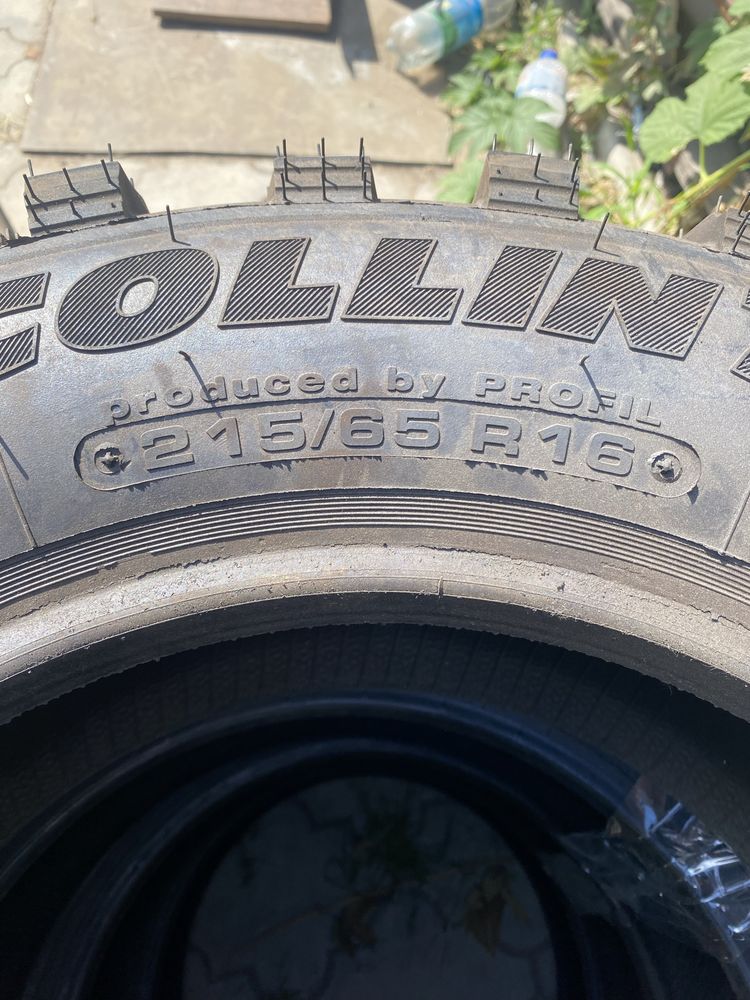 COLLIN
produced by PROFIL
215/65 R16